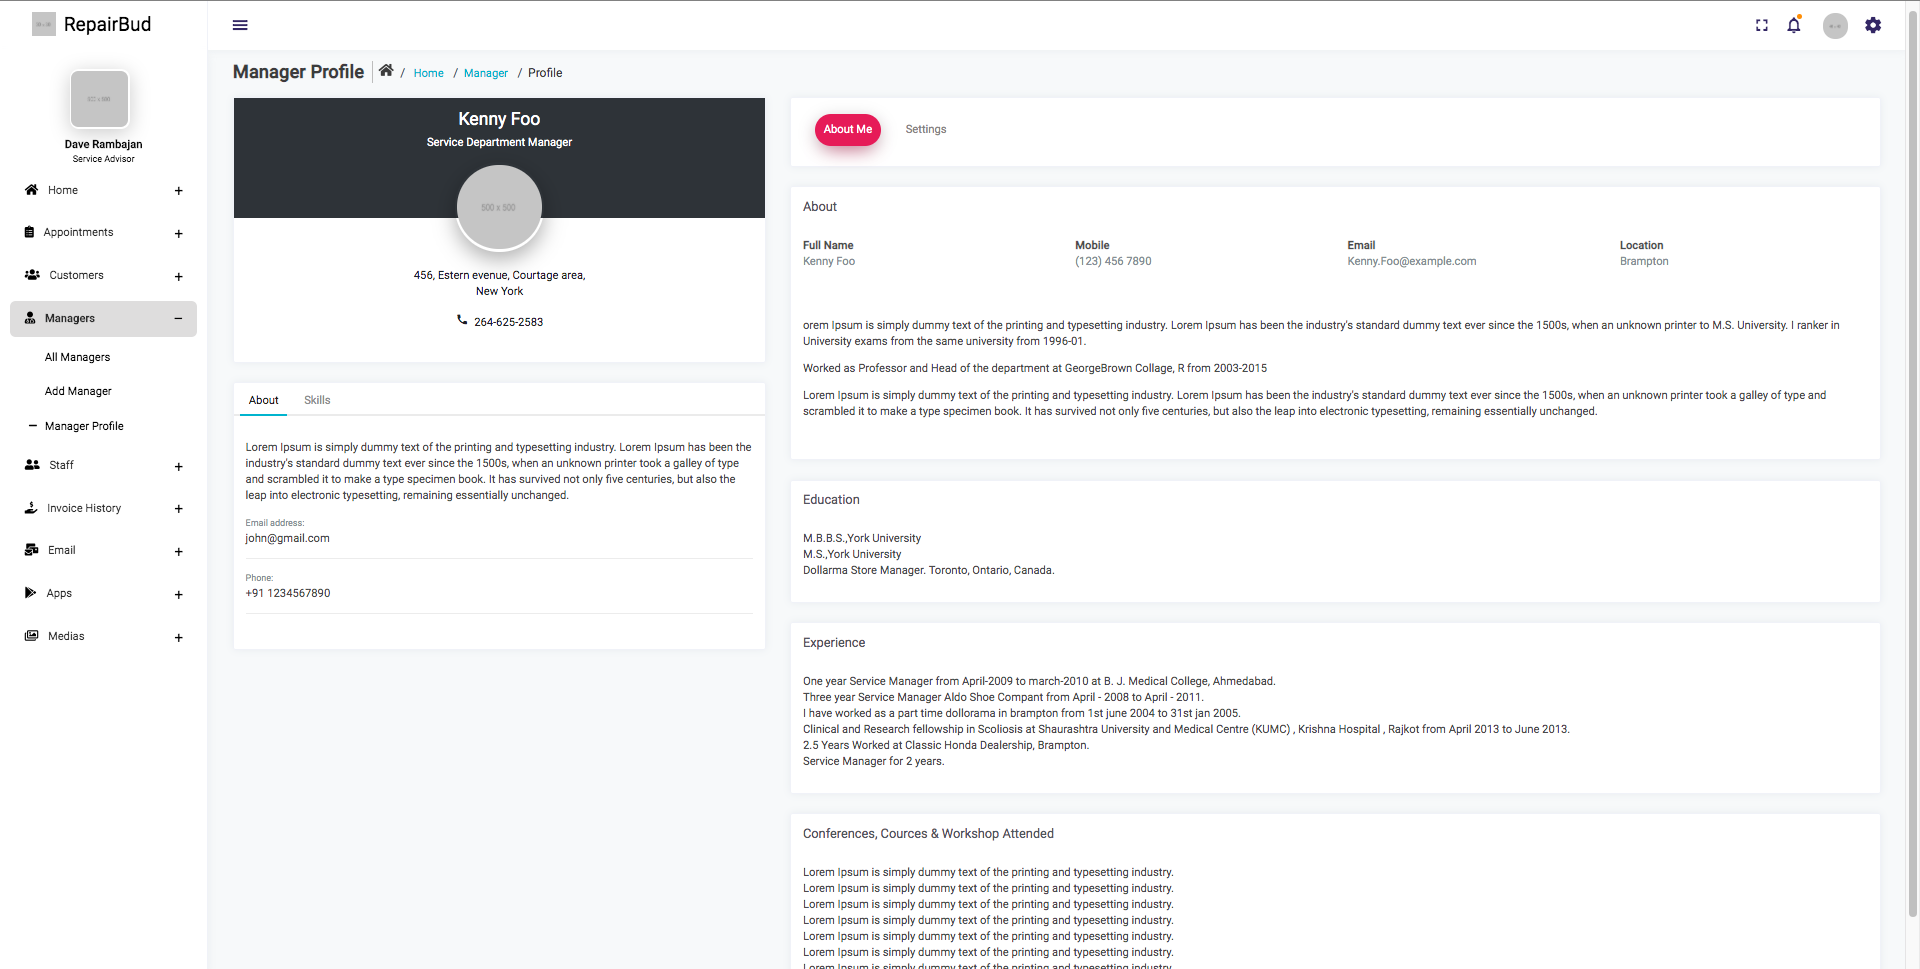 RepairBud
Dave Rambajan
Service Advisor
Home
Appointments
Customers
Managers
All Managers
Add Manager
Manager Profile
Staff
Invoice History
Email
Apps
Medias
Manager Profile / Home / Manager / Profile
Kenny Foo
Service Department Manager
500 x 500
456, Estern evenue, Courtage area,
New York
264-625-2583
About Skills
Lorem Ipsum is simply dummy text of the printing and typesetting industry. Lorem Ipsum has been the
industry's standard dummy text ever since the 1500s, when an unknown printer took a galley of type
and scrambled it to make a type specimen book. It has survived not only five centuries, but also the
leap into electronic typesetting, remaining essentially unchanged.
Email address:
john@gmail.com
Phone:
+91 1234567890
About Me Settings
About
Full Name Mobile Email Location
Kenny Foo (123) 456 7890 Kenny.Foo@example.com Brampton
orem Ipsum is simply dummy text of the printing and typesetting industry. Lorem Ipsum has been the industry's standard dummy text ever since the 1500s, when an unknown printer to M.S. University. I ranker in
University exams from the same university from 1996-01.
Worked as Professor and Head of the department at GeorgeBrown Collage, R from 2003-2015
Lorem Ipsum is simply dummy text of the printing and typesetting industry. Lorem Ipsum has been the industry's standard dummy text ever since the 1500s, when an unknown printer took a galley of type and
scrambled it to make a type specimen book. It has survived not only five centuries, but also the leap into electronic typesetting, remaining essentially unchanged.
Education
M.B.B.S.,York University
M.S.,York University
Dollarma Store Manager. Toronto, Ontario, Canada.
Experience
One year Service Manager from April-2009 to march-2010 at B. J. Medical College, Ahmedabad.
Three year Service Manager Aldo Shoe Compant from April - 2008 to April - 2011.
I have worked as a part time dollorama in brampton from 1st june 2004 to 31st jan 2005.
Clinical and Research fellowship in Scoliosis at Shaurashtra University and Medical Centre (KUMC) , Krishna Hospital , Rajkot from April 2013 to June 2013.
2.5 Years Worked at Classic Honda Dealership, Brampton.
Service Manager for 2 years.
Conferences, Cources & Workshop Attended
Lorem Ipsum is simply dummy text of the printing and typesetting industry.
Lorem Ipsum is simply dummy text of the printing and typesetting industry.
Lorem Ipsum is simply dummy text of the printing and typesetting industry.
Lorem Ipsum is simply dummy text of the printing and typesetting industry.
Lorem Ipsum is simply dummy text of the printing and typesetting industry.
Lorem Ipsum is simply dummy text of the printing and typesetting industry.
Lorem Ipsum is simply dummy text of the printing and typesetting industry.